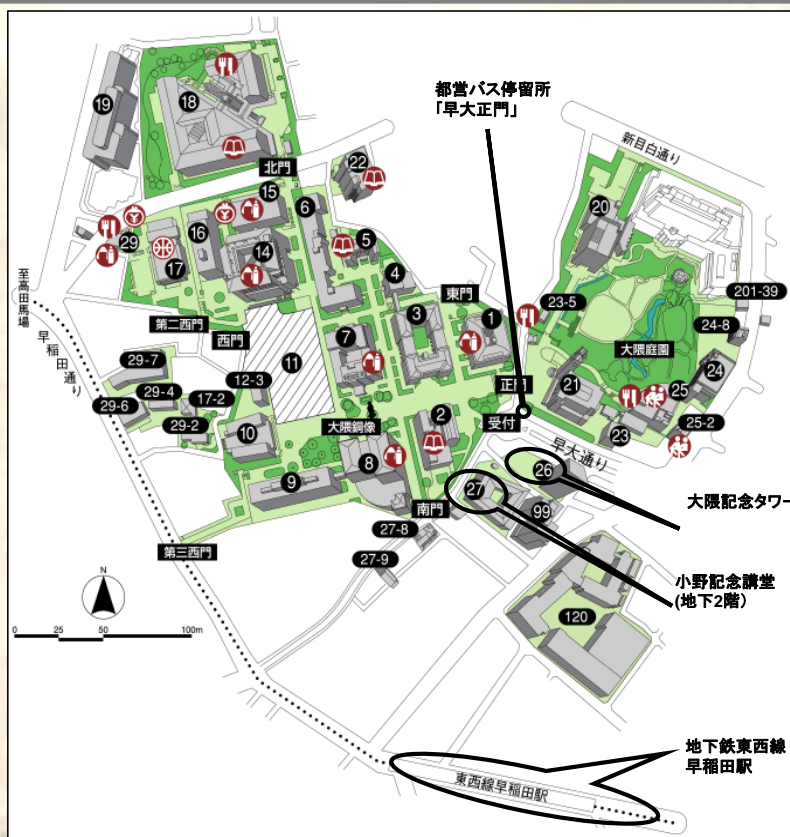 都営バス停留所
「早大正門」
新目白通り
19
18
北門
22
15
6
20
29
16
14
5
17
4
東門
23-5
201-39
至高田馬場
早稲田通り
第二西門
西門
3
1
24-8
大隈庭園
7
11
29-7
12-3
正門
21
24
25
29-4
17-2
29-6
29-2
10
大隈銅像
2
受付
23
25-2
早大通り
9
8
26
27
大隈記念タワー
南門
99
27-8
第三西門
27-9
小野記念講堂
(地下2階)
N
0 25 50 100m
120
地下鉄東西線
早稲田駅
東西線早稲田駅